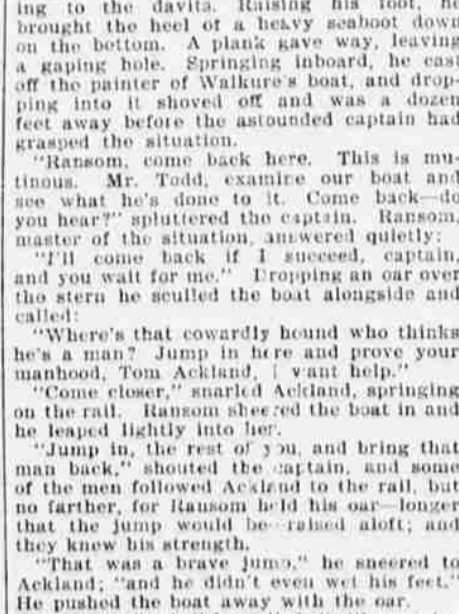 ing to the davits. Raising his foot, he
brought the heel of a heavy seaboot down
on the bottom. A plank gave way, leaving
a gaping hole. Springing inboard, he cast
off the painter of Walkure's boat, and drop-
ping into it shoved off and was a dozen
feet away before the astounded captain had
grasped the situation.
"Ransom, come back here. This is mu-
tinous. Mr. Todd, examine our boat and
see what he's done to it. Come back—do
you hear?" spluttered the captain. Ransom,
master of the situation, answered quietly:
"I'll come back if I succeed, captain,
and you wait for me." Dropping an oar over
the stern he sculled the boat alongside and
called:
"Where's that cowardly hound who thinks
he's a man? Jump in here and prove your
manhood, Tom Ackland, I want help."
"Come closer," snarled Ackland, springing
on the rail. Ransom sheered the boat in and
he leaped lightly into her.
"Jump in, the rest of you, and bring that
man back," shouted the captain, and some
of the men followed Ackland to the rail, but
no farther, for Ransom held his oar—longer
that the jump would be—raised aloft; and
they knew his strength.
"That was a brave jump," he sneered to
Ackland; "and he didn't even wet his feet."
He pushed the boat away with the oar.